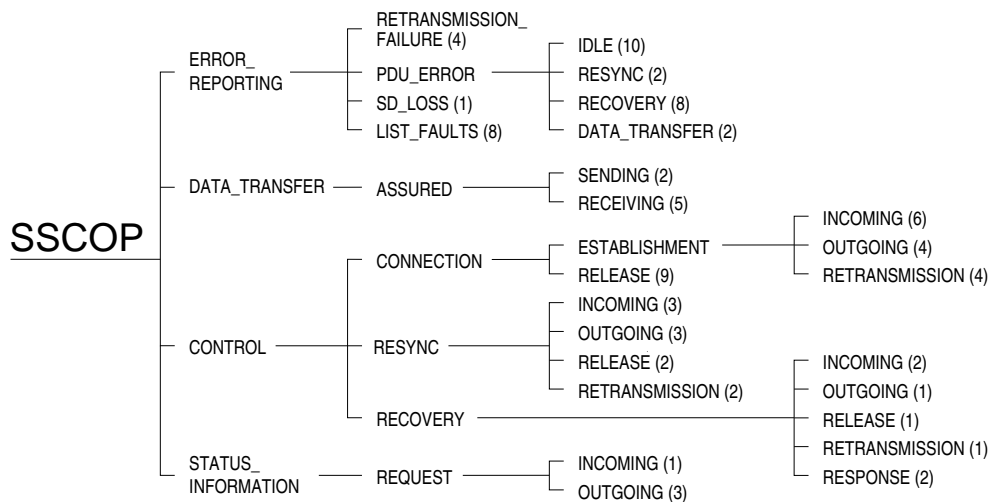 SSCOP
ERROR_
REPORTING
RETRANSMISSION_
FAILURE (4)
PDU_ERROR
IDLE (10)
RESYNC (2)
RECOVERY (8)
DATA_TRANSFER (2)
SD_LOSS (1)
LIST_FAULTS (8)
DATA_TRANSFER
ASSURED
SENDING (2)
RECEIVING (5)
CONTROL
CONNECTION
ESTABLISHMENT
INCOMING (6)
OUTGOING (4)
RETRANSMISSION (4)
RELEASE (9)
RESYNC
INCOMING (3)
OUTGOING (3)
RELEASE (2)
RETRANSMISSION (2)
RECOVERY
INCOMING (2)
OUTGOING (1)
RELEASE (1)
RETRANSMISSION (1)
RESPONSE (2)
STATUS_
INFORMATION
REQUEST
INCOMING (1)
OUTGOING (3)